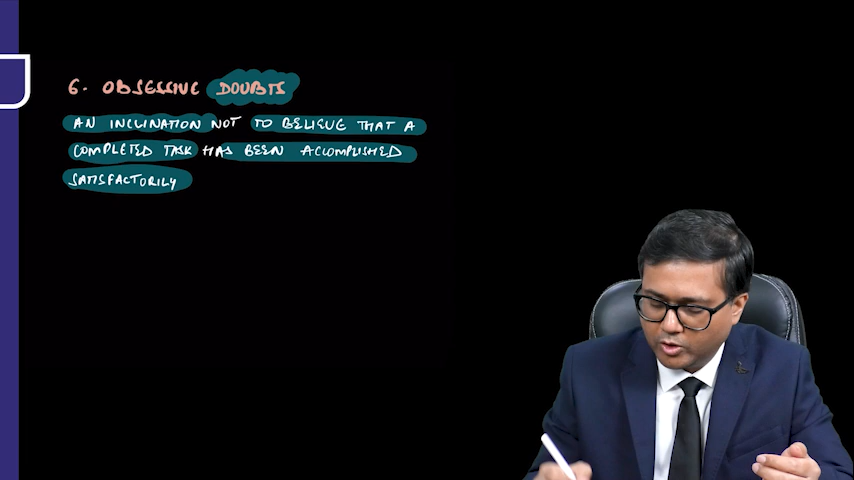 6. OBSESSIVE DOUBTS
AN INCLINATION NOT TO BELIEVE THAT A
COMPLETED TASK HAS BEEN ACCOMPLISHED
SATISFACTORILY